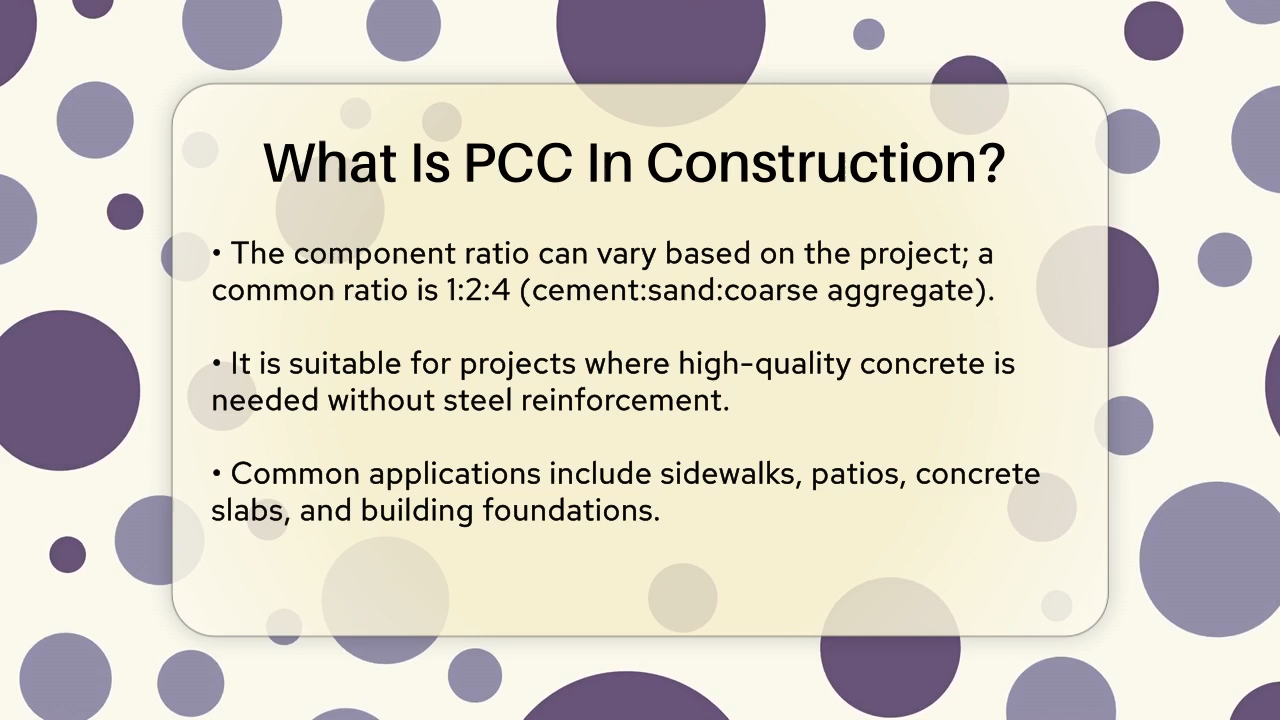 What Is PCC In Construction?
• The component ratio can vary based on the project; a
common ratio is 1:2:4 (cement:sand:coarse aggregate).
• It is suitable for projects where high-quality concrete is
needed without steel reinforcement.
• Common applications include sidewalks, patios, concrete
slabs, and building foundations.